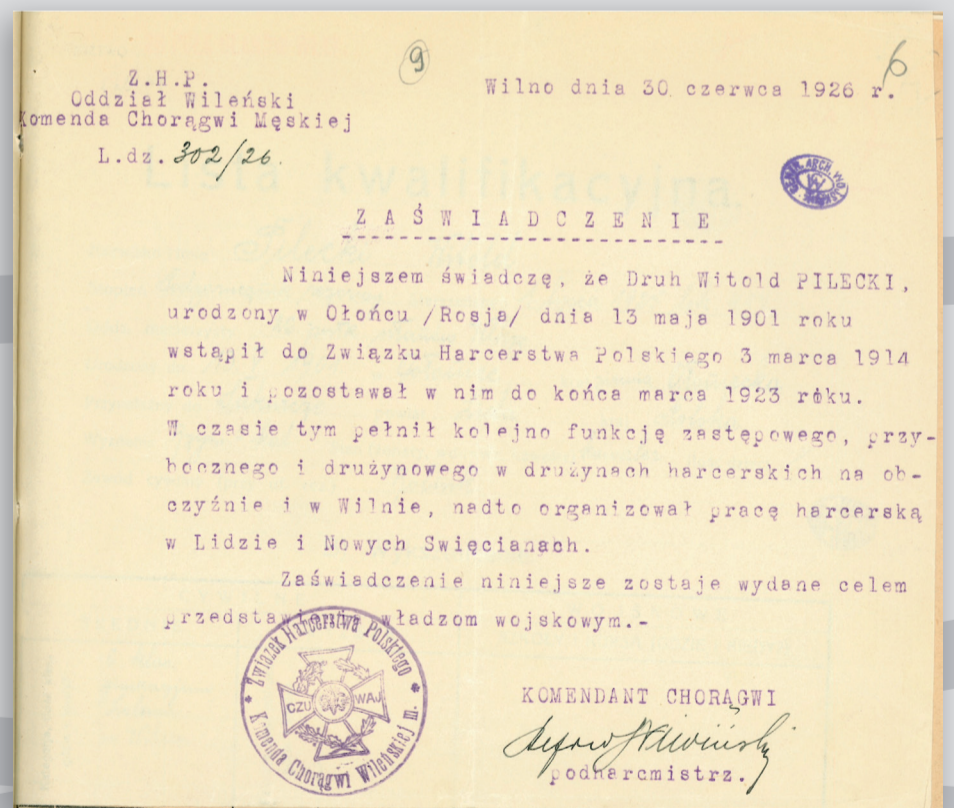 9
6
Z.H.P.
Oddział Wileński
Komenda Chorągwi Męskiej
L.dz. 302/26.
Wilno dnia 30 czerwca 1926 r.
ZAŚWIADCZENIE
Niniejszem świadczę, że Druh Witold PILECKI,
urodzony w Ołońcu /Rosja/ dnia 13 maja 1901 roku
wstąpił do Związku Harcerstwa Polskiego 3 marca 1914
roku i pozostawał w nim do końca marca 1923 roku.
W czasie tym pełnił kolejno funkcję zastępowego, przy-
bocznego i drużynowego w drużynach harcerskich na ob-
czyźnie i w Wilnie, nadto organizował pracę harcerską
w Lidzie i Nowych Swięcianach.
Zaświadczenie niniejsze zostaje wydane celem
przedstawienia władzom wojskowym.-
Związek Harcerstwa Polskiego
CZU WAJ
Komenda Chorągwi Wileńskiej m.
KOMENDANT CHORĄGWI
podharcmistrz.
Lista kwalifikacyjna